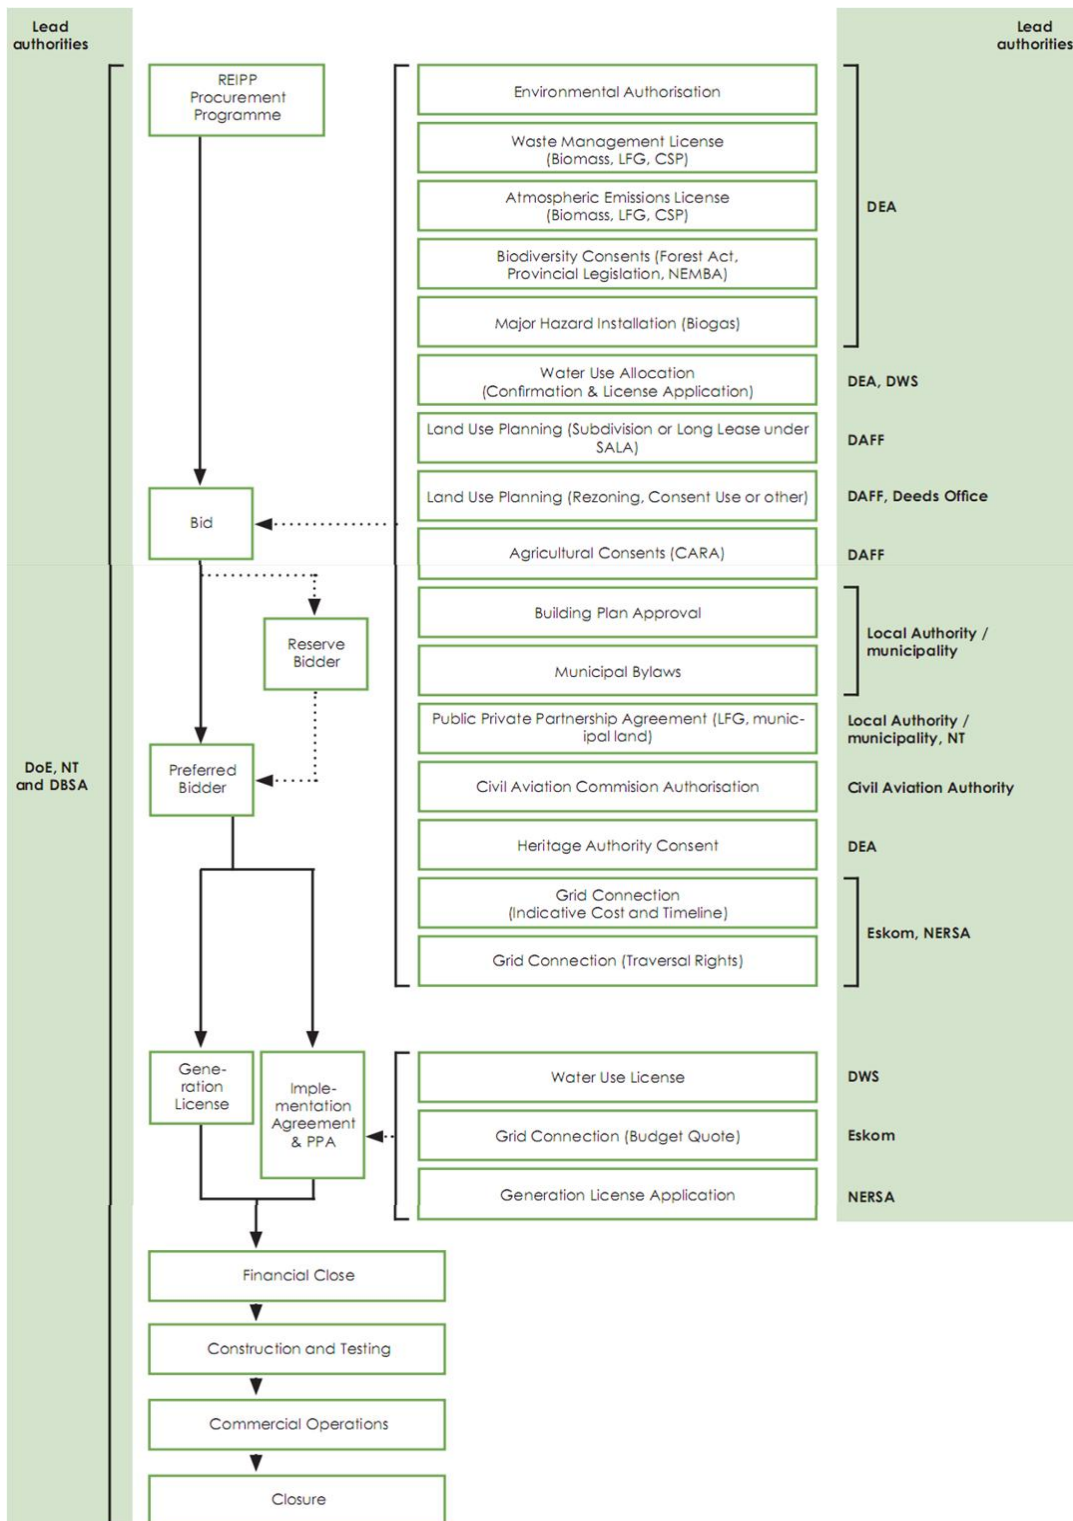 Lead
authorities
Lead
authorities
REIPP
Procurement
Programme
Environmental Authorisation
Waste Management License
(Biomass, LFG, CSP)
Atmospheric Emissions License
(Biomass, LFG, CSP)
DEA
Biodiversity Consents (Forest Act,
Provincial Legislation, NEMBA)
Major Hazard Installation (Biogas)
Water Use Allocation
(Confirmation & License Application)
DEA, DWS
Land Use Planning (Subdivision or Long Lease under
SALA)
DAFF
Bid
Land Use Planning (Rezoning, Consent Use or other)
DAFF, Deeds Office
Agricultural Consents (CARA)
DAFF
Reserve
Bidder
Building Plan Approval
Local Authority /
municipality
Municipal Bylaws
Public Private Partnership Agreement (LFG, munic-
ipal land)
Local Authority /
municipality, NT
DoE, NT
and DBSA
Preferred
Bidder
Civil Aviation Commision Authorisation
Civil Aviation Authority
Heritage Authority Consent
DEA
Grid Connection
(Indicative Cost and Timeline)
Eskom, NERSA
Grid Connection (Traversal Rights)
Gene-
ration
License
Imple-
mentation
Agreement
& PPA
Water Use License
DWS
Grid Connection (Budget Quote)
Eskom
Generation License Application
NERSA
Financial Close
Construction and Testing
Commercial Operations
Closure